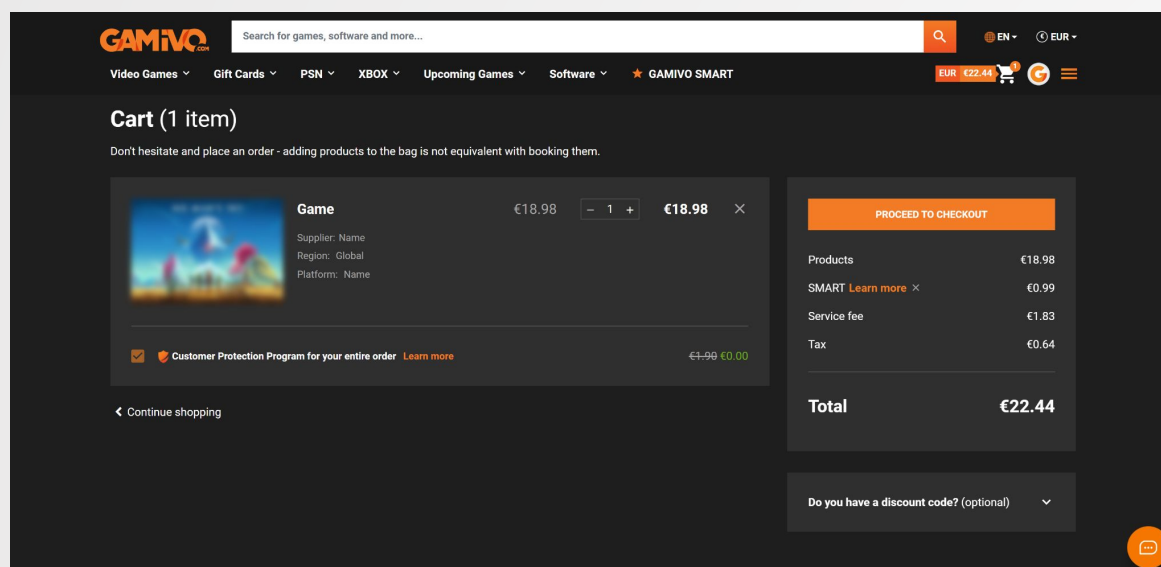 GAMIVO.COM
Search for games, software and more...
EN
EUR
Video Games
Gift Cards
PSN
XBOX
Upcoming Games
Software
GAMIVO SMART
EUR €22.44
1
G
Cart (1 item)
Don't hesitate and place an order - adding products to the bag is not equivalent with booking them.
Game
€18.98
− 1 +
€18.98
Supplier: Name
Region: Global
Platform: Name
Customer Protection Program for your entire order Learn more
€1.90 €0.00
Continue shopping
PROCEED TO CHECKOUT
Products €18.98
SMART Learn more × €0.99
Service fee €1.83
Tax €0.64
Total €22.44
Do you have a discount code? (optional)